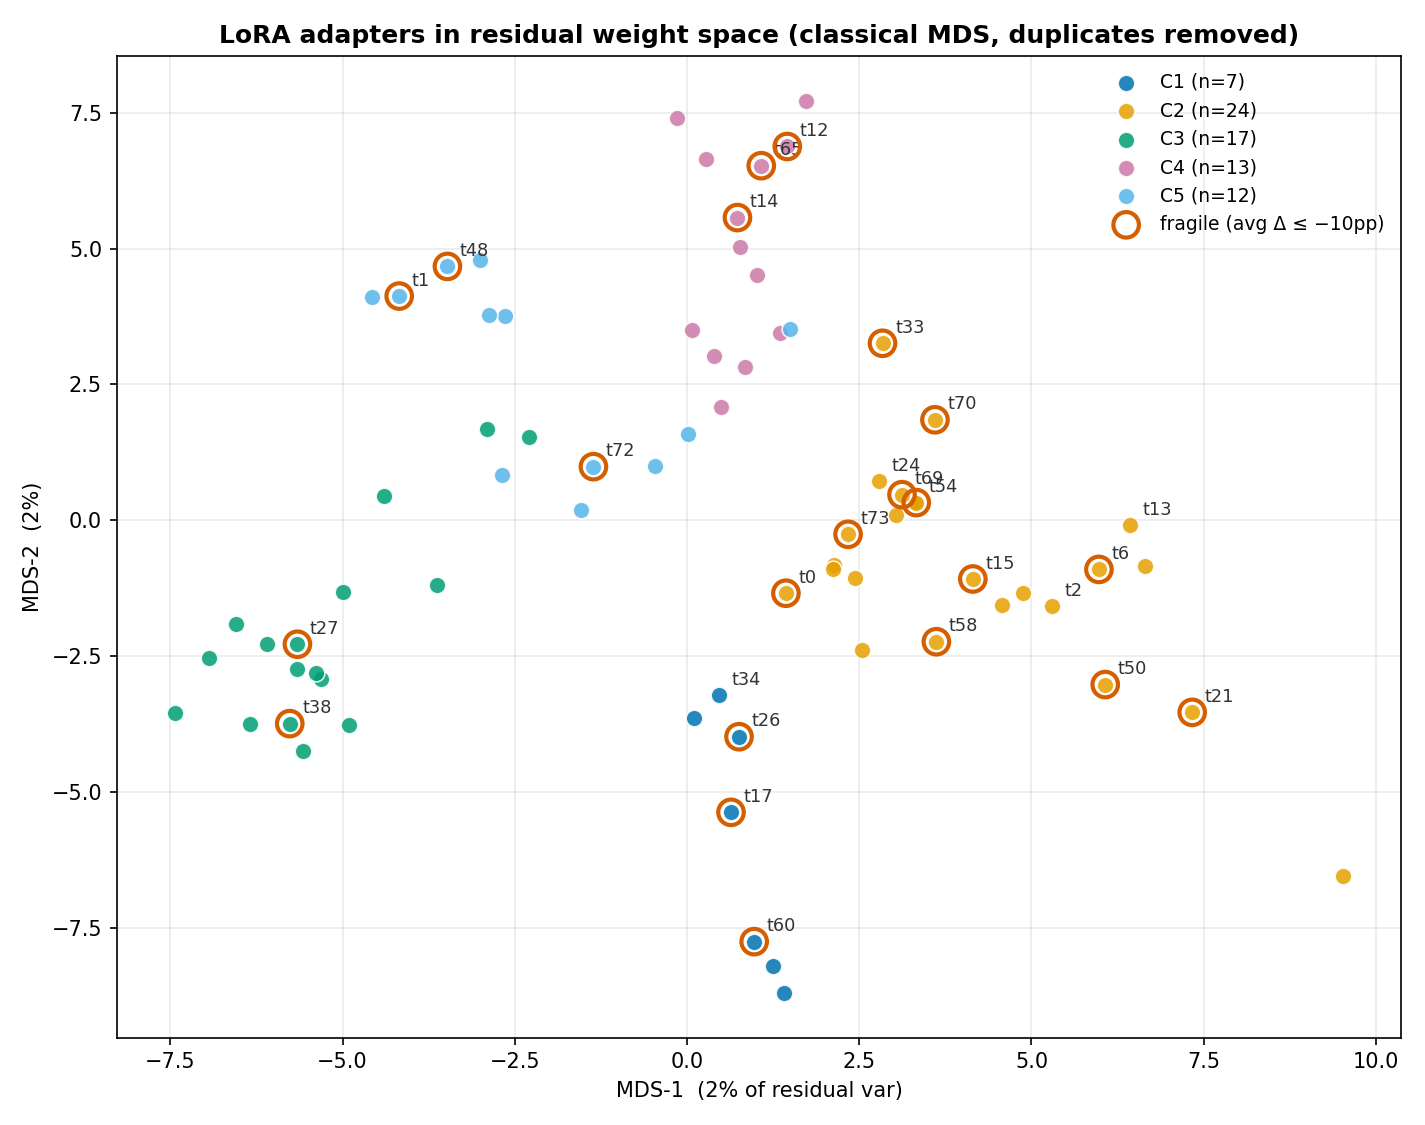 LoRA adapters in residual weight space (classical MDS, duplicates removed)
C1 (n=7)
C2 (n=24)
C3 (n=17)
C4 (n=13)
C5 (n=12)
fragile (avg Δ ≤ −10pp)
t12
t65
t14
t48
t1
t33
t70
t72
t24
t69
t54
t13
t73
t6
t15
t0
t2
t58
t27
t50
t34
t21
t38
t26
t17
t60
7.5
5.0
2.5
0.0
−2.5
−5.0
−7.5
MDS-2 (2%)
−7.5
−5.0
−2.5
0.0
2.5
5.0
7.5
10.0
MDS-1 (2% of residual var)